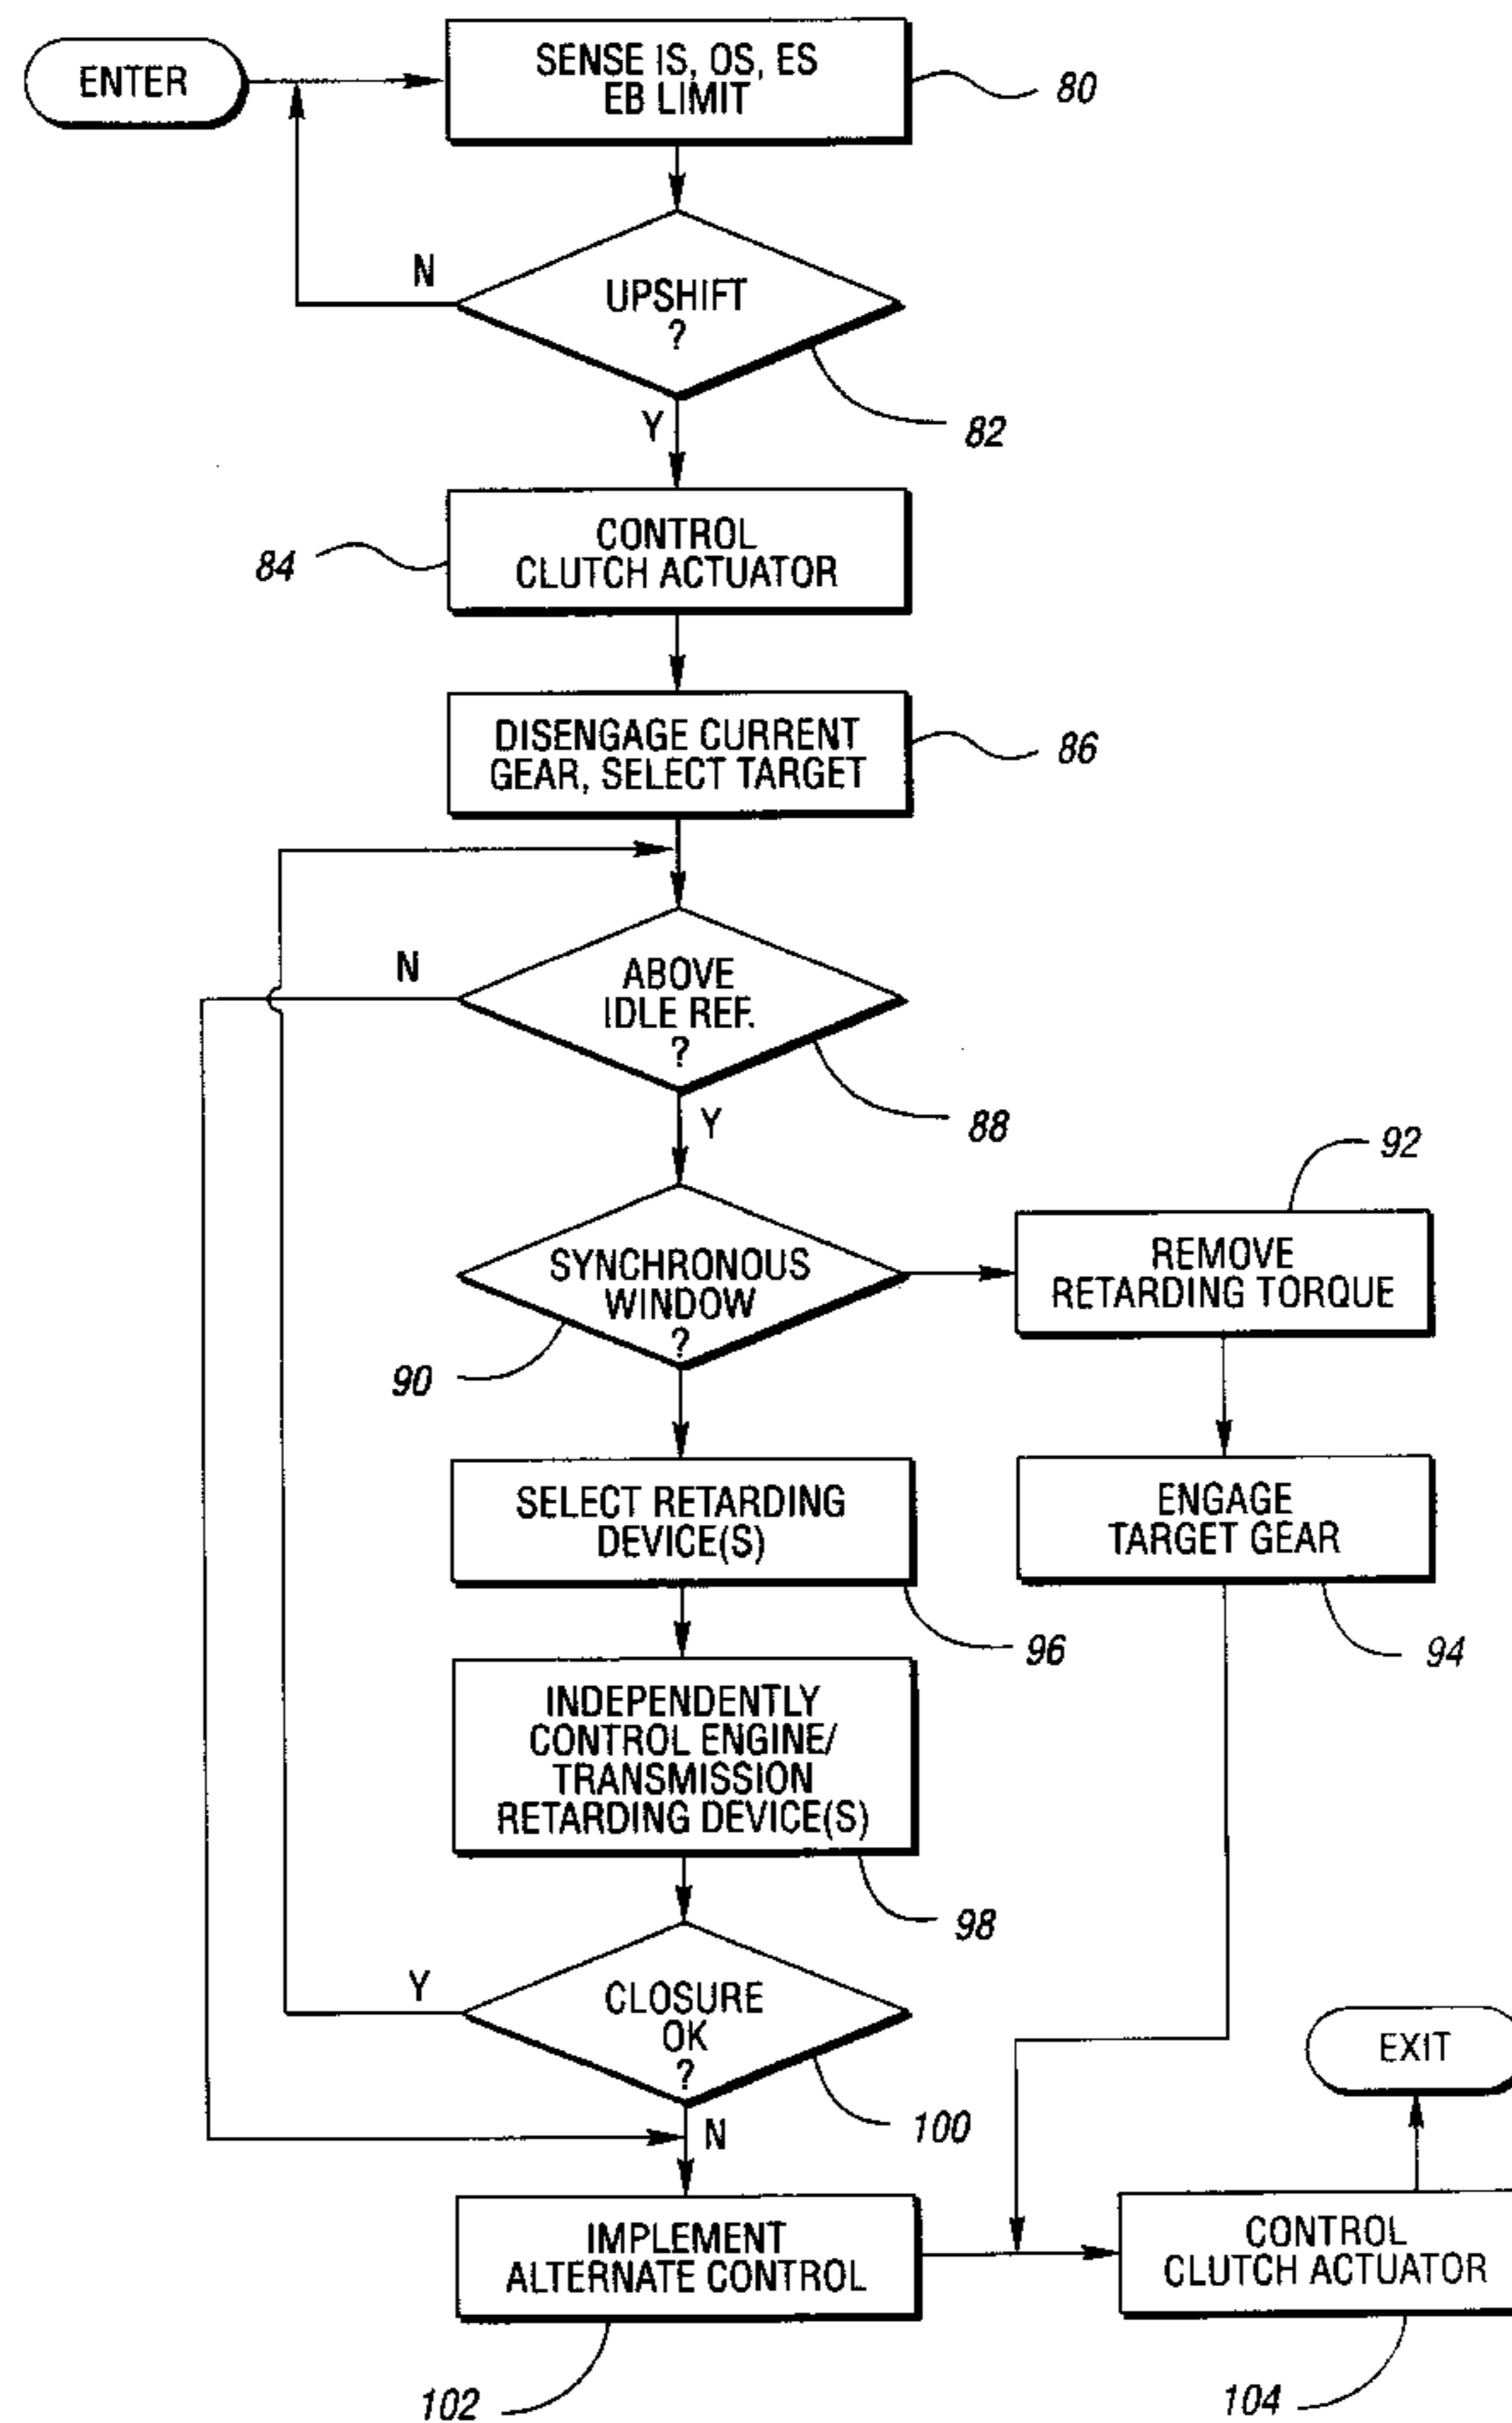 ENTER
SENSE IS, OS, ES
EB LIMIT
80
N
UPSHIFT
?
82
Y
CONTROL
CLUTCH ACTUATOR
84
DISENGAGE CURRENT
GEAR, SELECT TARGET
86
N
ABOVE
IDLE REF.
?
88
Y
SYNCHRONOUS
WINDOW
?
90
92
REMOVE
RETARDING TORQUE
ENGAGE
TARGET GEAR
94
SELECT RETARDING
DEVICE(S)
96
INDEPENDENTLY
CONTROL ENGINE/
TRANSMISSION
RETARDING DEVICE(S)
98
Y
CLOSURE
OK
?
100
N
EXIT
IMPLEMENT
ALTERNATE CONTROL
102
CONTROL
CLUTCH ACTUATOR
104